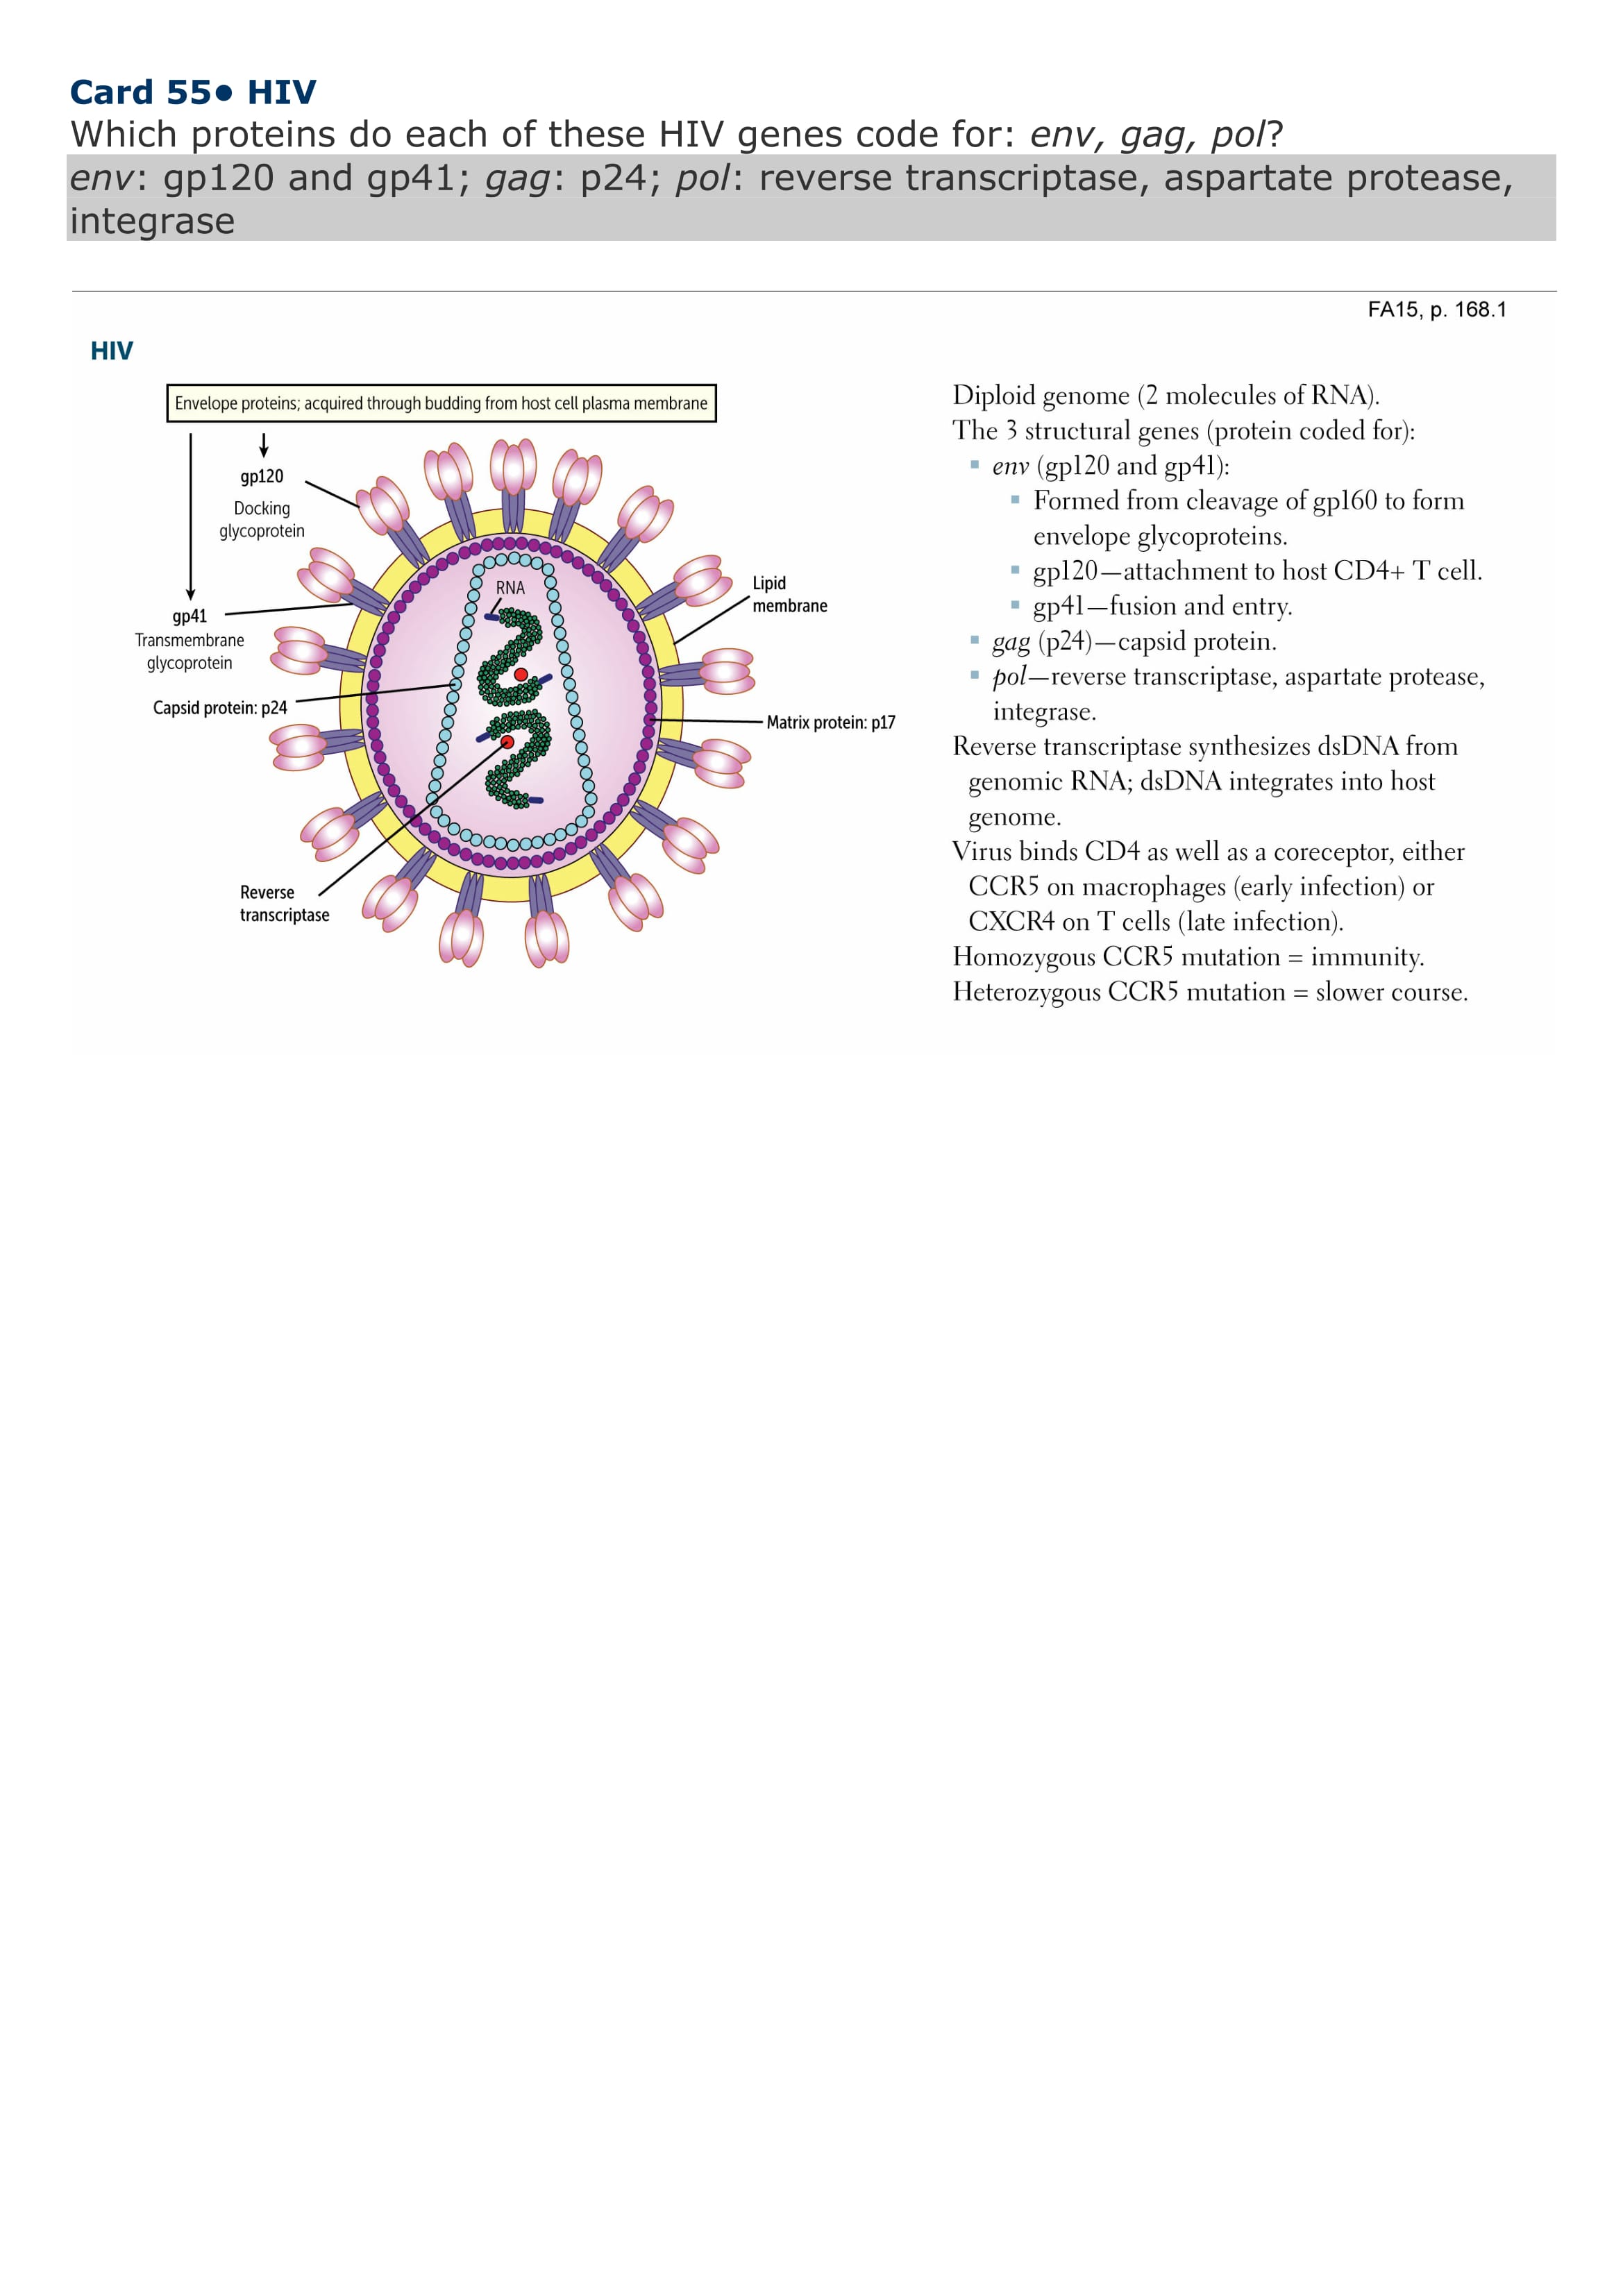 Card 55● HIV
Which proteins do each of these HIV genes code for: env, gag, pol?
env: gp120 and gp41; gag: p24; pol: reverse transcriptase, aspartate protease,
integrase
FA15, p. 168.1
HIV
Envelope proteins; acquired through budding from host cell plasma membrane
gp120
Docking
glycoprotein
gp41
Transmembrane
glycoprotein
Capsid protein: p24
Reverse
transcriptase
RNA
Lipid
membrane
Matrix protein: p17
Diploid genome (2 molecules of RNA).
The 3 structural genes (protein coded for):
▪ env (gp120 and gp41):
▪ Formed from cleavage of gp160 to form
envelope glycoproteins.
▪ gp120—attachment to host CD4+ T cell.
▪ gp41—fusion and entry.
▪ gag (p24)—capsid protein.
▪ pol—reverse transcriptase, aspartate protease,
integrase.
Reverse transcriptase synthesizes dsDNA from
genomic RNA; dsDNA integrates into host
genome.
Virus binds CD4 as well as a coreceptor, either
CCR5 on macrophages (early infection) or
CXCR4 on T cells (late infection).
Homozygous CCR5 mutation = immunity.
Heterozygous CCR5 mutation = slower course.